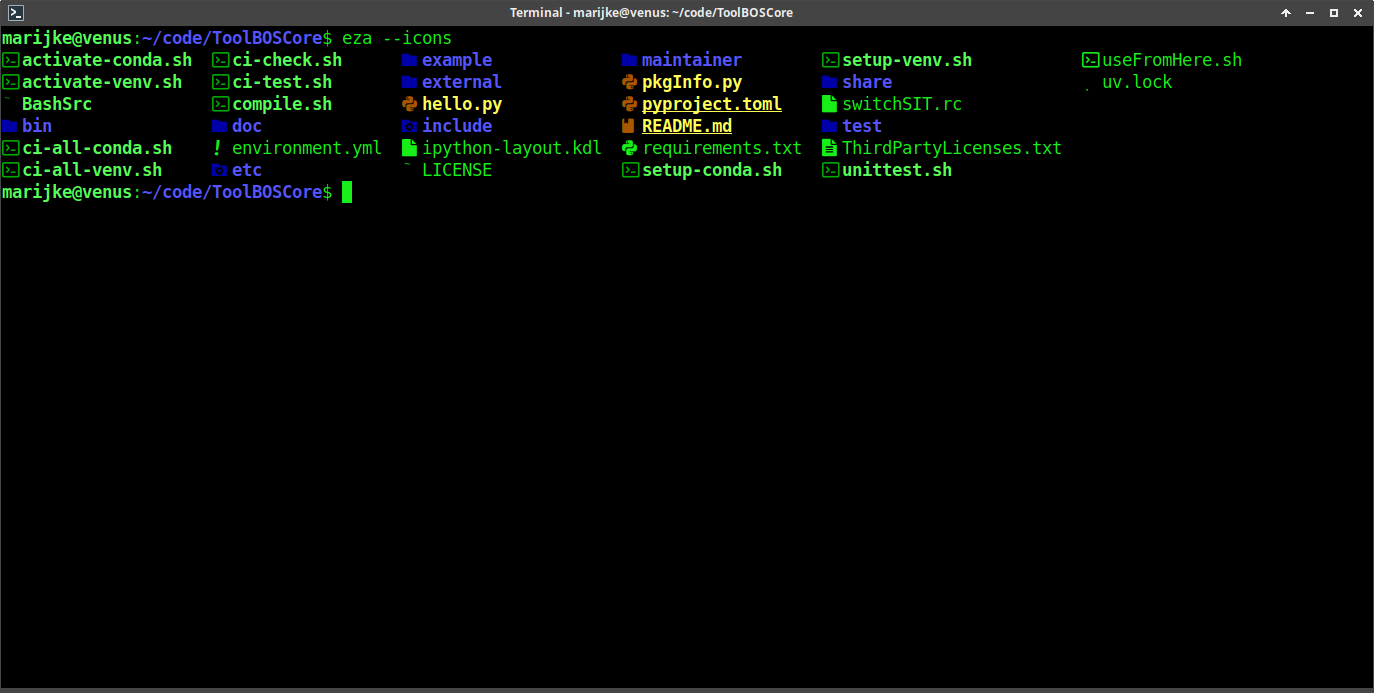 Terminal - marijke@venus: ~/code/ToolBOSCore
marijke@venus:~/code/ToolBOSCore$ eza --icons
activate-conda.sh ci-check.sh example maintainer setup-venv.sh useFromHere.sh
activate-venv.sh ci-test.sh external pkgInfo.py share uv.lock
BashSrc compile.sh hello.py pyproject.toml switchSIT.rc
bin doc include README.md test
ci-all-conda.sh environment.yml ipython-layout.kdl requirements.txt ThirdPartyLicenses.txt
ci-all-venv.sh etc LICENSE setup-conda.sh unittest.sh
marijke@venus:~/code/ToolBOSCore$